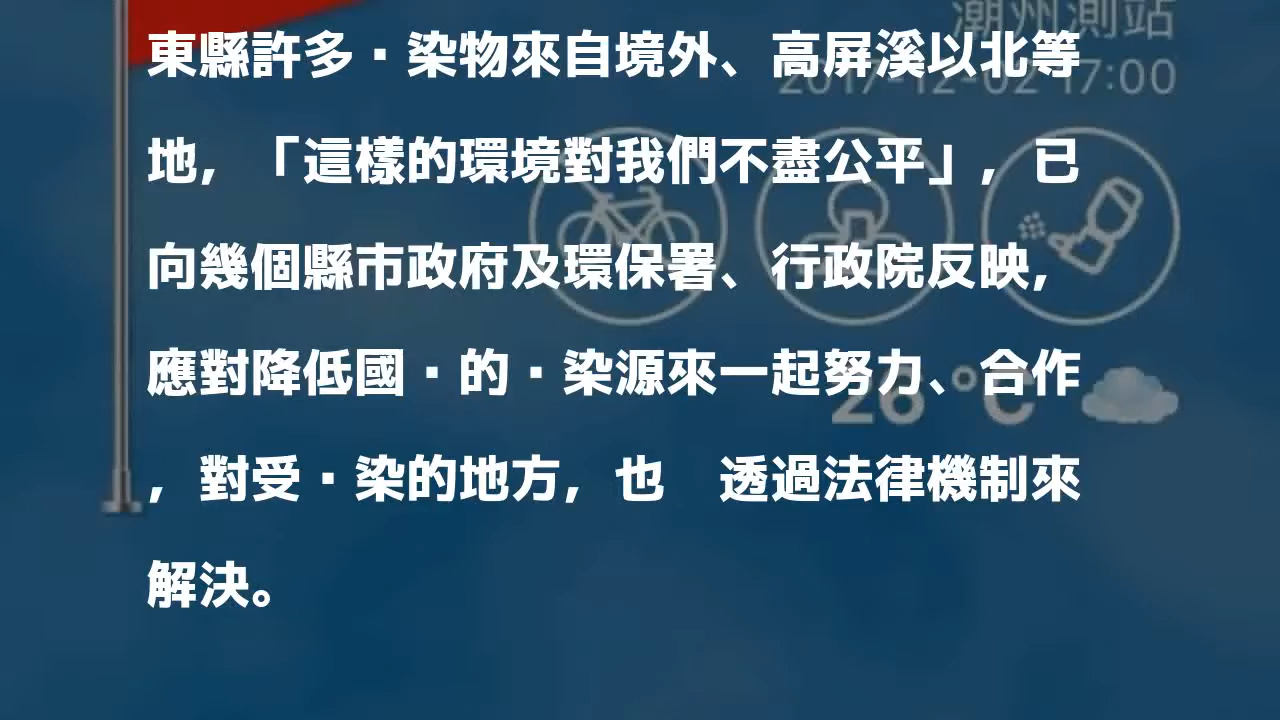 潮州測站
東縣許多▪染物來自境外、高屏溪以北等
2017-12-02 17:00
地，「這樣的環境對我們不盡公平」，已
向幾個縣市政府及環保署、行政院反映，
應對降低國▪的▪染源來一起努力、合作
26 °C
，對受▪染的地方，也　透過法律機制來
解決。